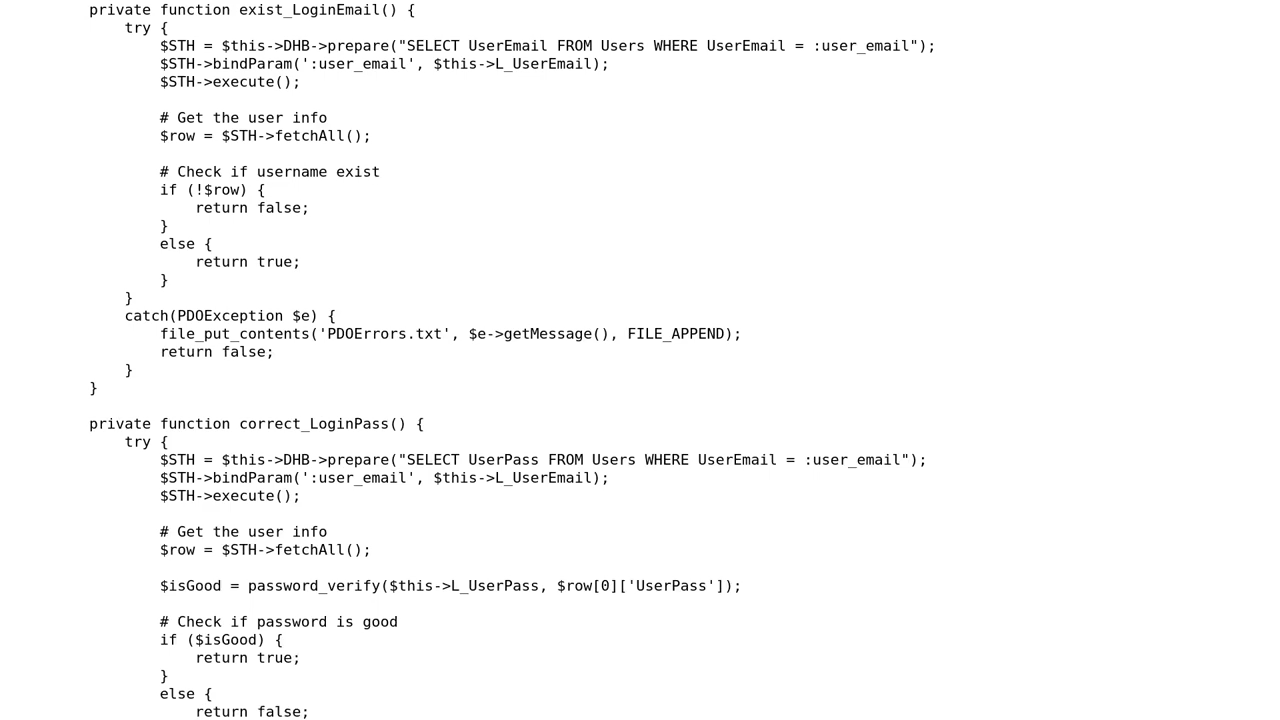 private function exist_LoginEmail() {
    try {
        $STH = $this->DHB->prepare("SELECT UserEmail FROM Users WHERE UserEmail = :user_email");
        $STH->bindParam(':user_email', $this->L_UserEmail);
        $STH->execute();

        # Get the user info
        $row = $STH->fetchAll();

        # Check if username exist
        if (!$row) {
            return false;
        }
        else {
            return true;
        }
    }
    catch(PDOException $e) {
        file_put_contents('PDOErrors.txt', $e->getMessage(), FILE_APPEND);
        return false;
    }
}

private function correct_LoginPass() {
    try {
        $STH = $this->DHB->prepare("SELECT UserPass FROM Users WHERE UserEmail = :user_email");
        $STH->bindParam(':user_email', $this->L_UserEmail);
        $STH->execute();

        # Get the user info
        $row = $STH->fetchAll();

        $isGood = password_verify($this->L_UserPass, $row[0]['UserPass']);

        # Check if password is good
        if ($isGood) {
            return true;
        }
        else {
            return false;